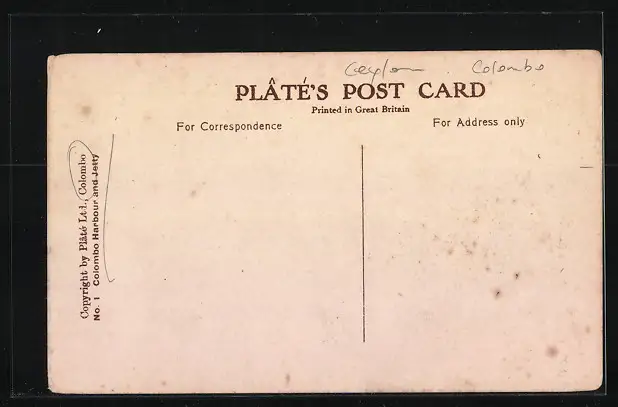 Ceylon Colombo
PLÂTÉ'S POST CARD
Printed in Great Britain
For Correspondence
For Address only
Copyright by Plâté Ltd., Colombo
No. 1 Colombo Harbour and Jetty